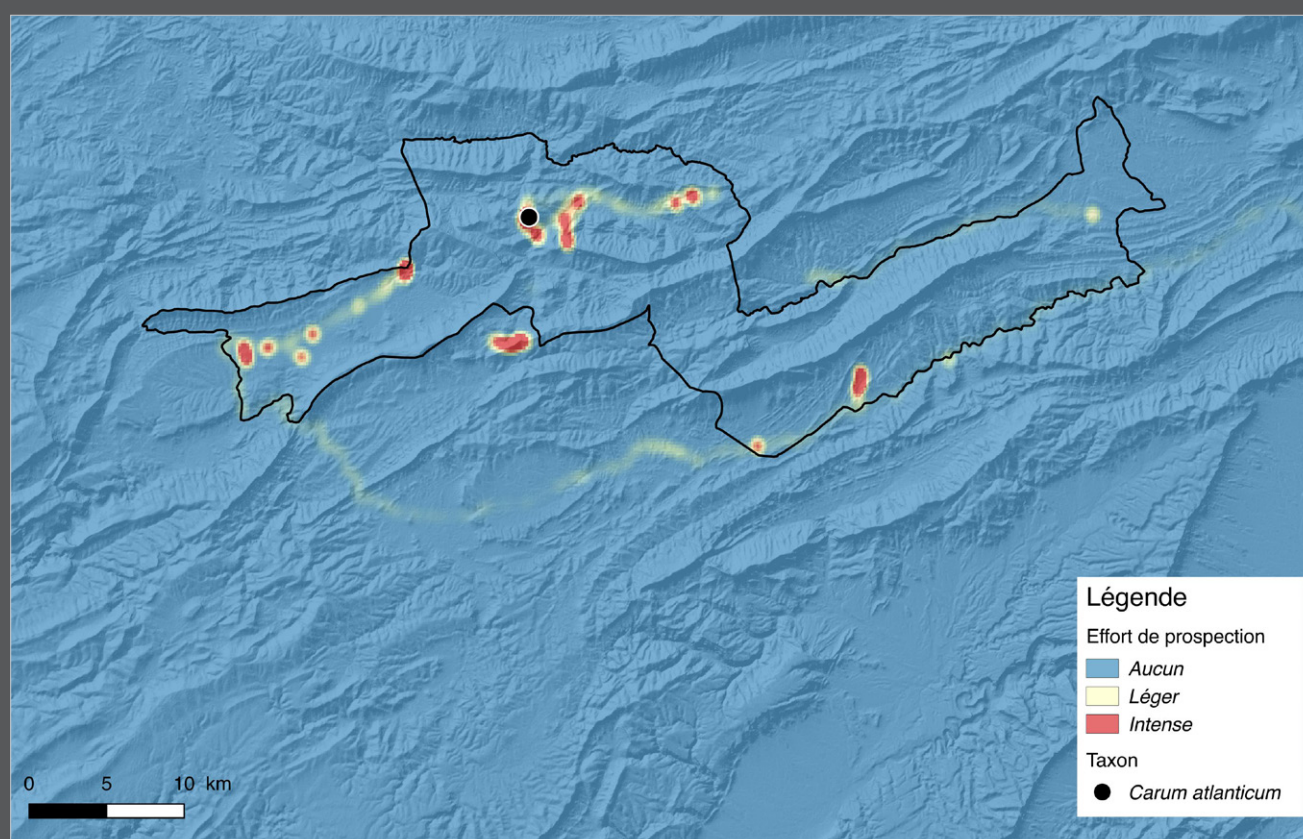 Légende
Effort de prospection
Aucun
Léger
Intense
Taxon
Carum atlanticum
0 5 10 km